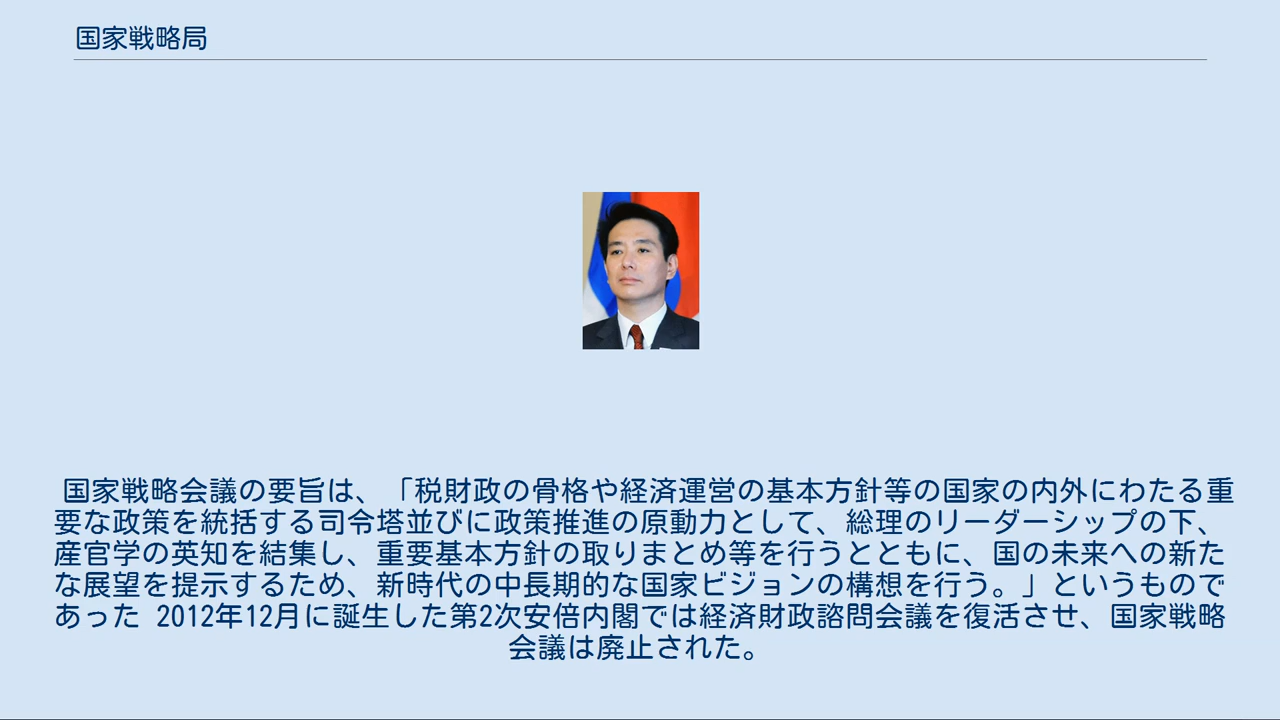 国家戦略局
国家戦略会議の要旨は、「税財政の骨格や経済運営の基本方針等の国家の内外にわたる重
要な政策を統括する司令塔並びに政策推進の原動力として、総理のリーダーシップの下、
産官学の英知を結集し、重要基本方針の取りまとめ等を行うとともに、国の未来への新た
な展望を提示するため、新時代の中長期的な国家ビジョンの構想を行う。」というもので
あった 2012年12月に誕生した第2次安倍内閣では経済財政諮問会議を復活させ、国家戦略
会議は廃止された。